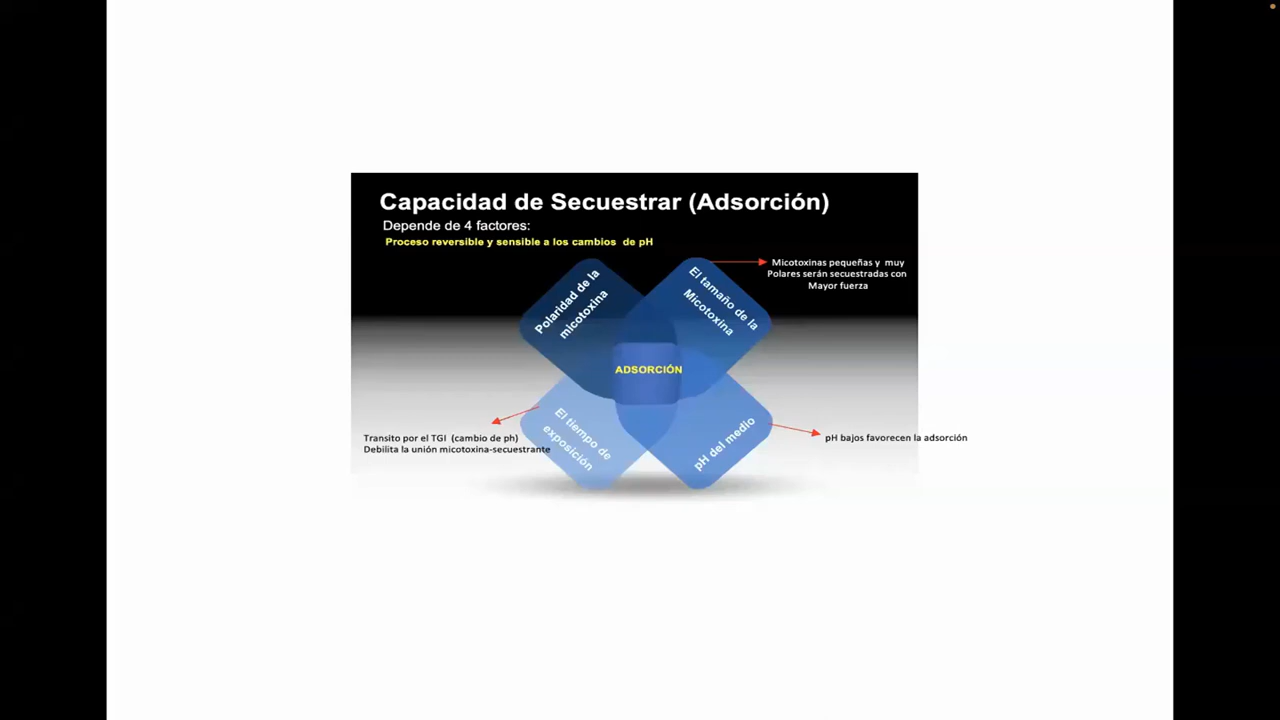 Capacidad de Secuestrar (Adsorción)
Depende de 4 factores:
Proceso reversible y sensible a los cambios de pH
Polaridad de la
micotoxina
El tamaño de la
Micotoxina
Micotoxinas pequeñas y muy
Polares serán secuestradas con
Mayor fuerza
ADSORCIÓN
El tiempo de
exposición
Transito por el TGI (cambio de ph)
Debilita la unión micotoxina-secuestrante
pH del medio
pH bajos favorecen la adsorción